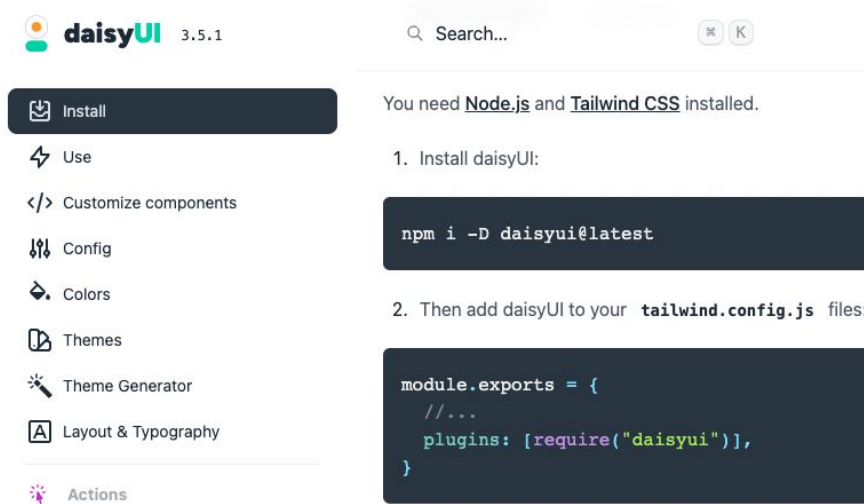 daisyUI 3.5.1
Search...
⌘ K
Install
Use
Customize components
Config
Colors
Themes
Theme Generator
Layout & Typography
Actions
You need Node.js and Tailwind CSS installed.
1. Install daisyUI:
npm i -D daisyui@latest
2. Then add daisyUI to your tailwind.config.js files:
module.exports = {
  //...
  plugins: [require("daisyui")],
}